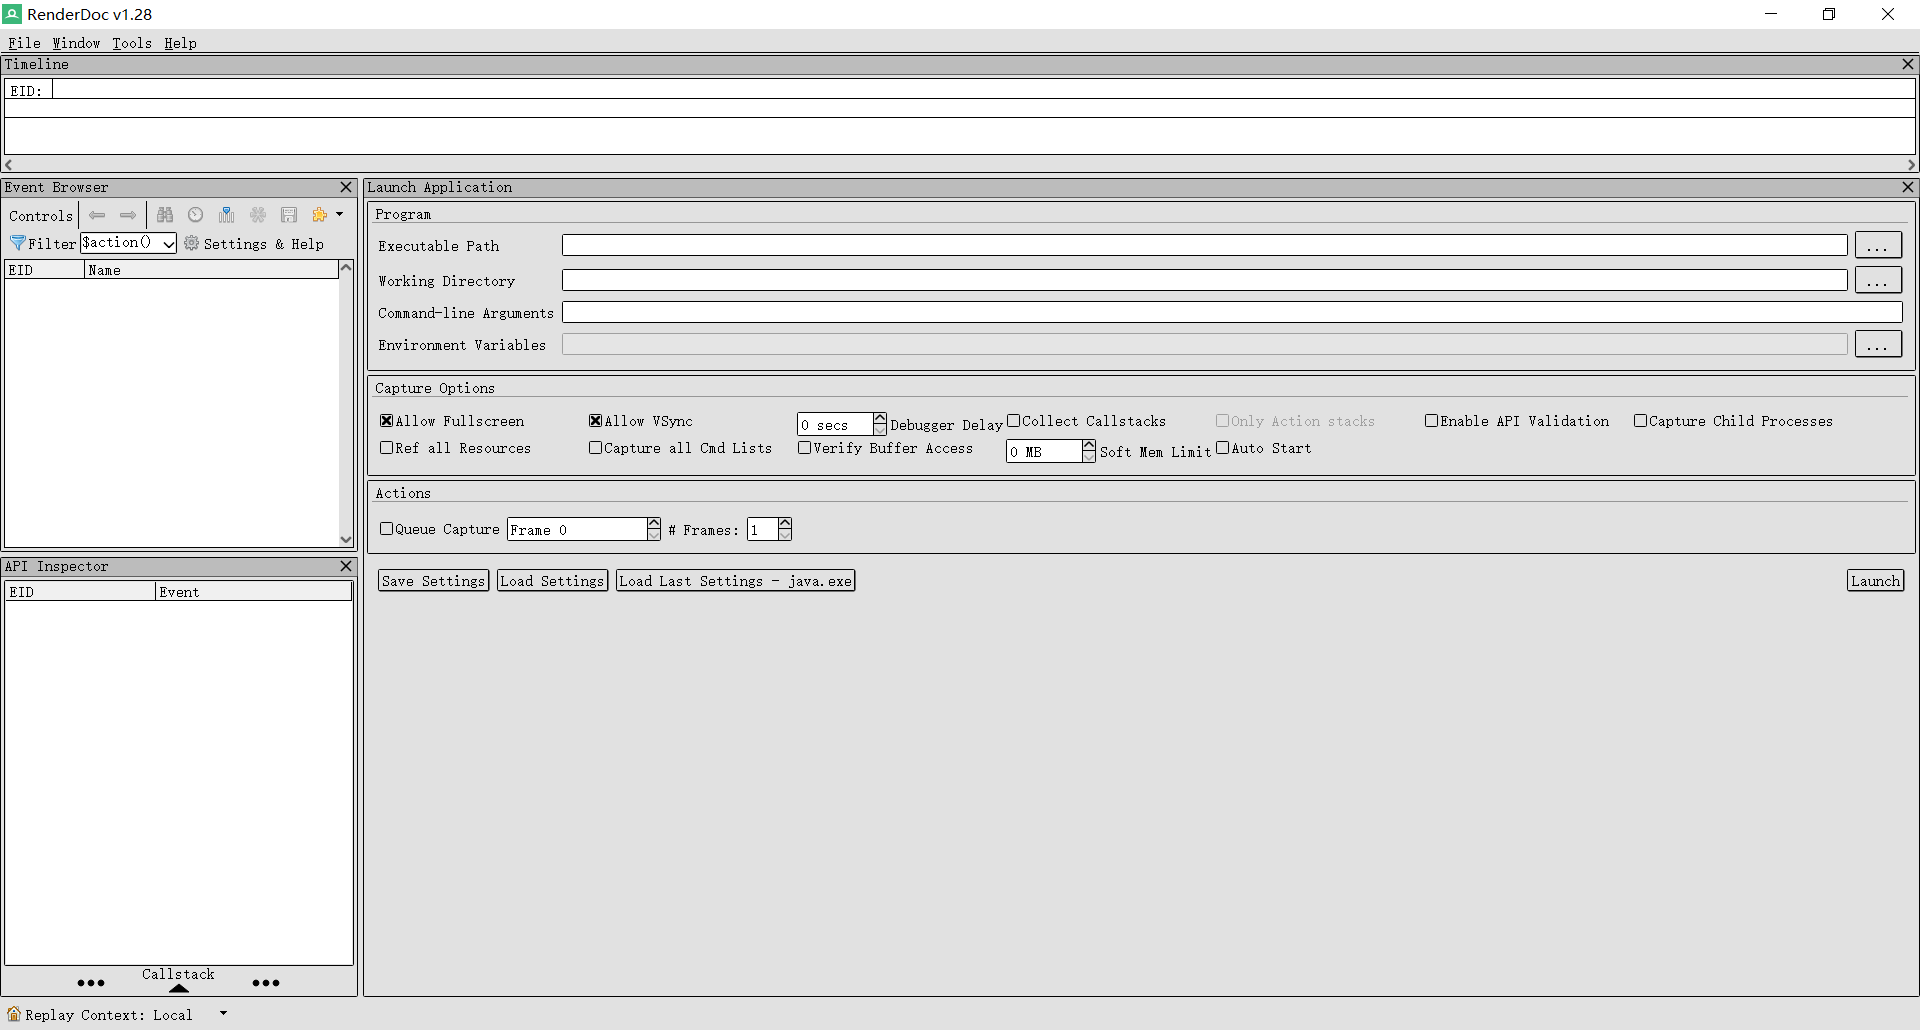 RenderDoc v1.28
File Window Tools Help
Timeline
EID:
Event Browser
Controls
Filter $action() Settings & Help
EID Name
API Inspector
EID Event
Callstack
Launch Application
Program
Executable Path ...
Working Directory ...
Command-line Arguments
Environment Variables ...
Capture Options
Allow Fullscreen Allow VSync 0 secs Debugger Delay Collect Callstacks Only Action stacks Enable API Validation Capture Child Processes
Ref all Resources Capture all Cmd Lists Verify Buffer Access 0 MB Soft Mem Limit Auto Start
Actions
Queue Capture Frame 0 # Frames: 1
Save Settings Load Settings Load Last Settings - java.exe Launch
Replay Context: Local